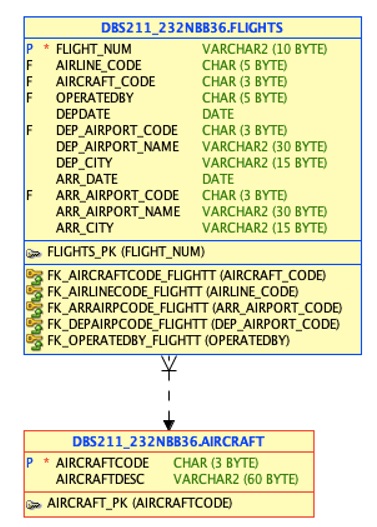 DBS211_232NBB36.FLIGHTS
P * FLIGHT_NUM VARCHAR2 (10 BYTE)
F AIRLINE_CODE CHAR (5 BYTE)
F AIRCRAFT_CODE CHAR (3 BYTE)
F OPERATEDBY CHAR (5 BYTE)
DEPDATE DATE
F DEP_AIRPORT_CODE CHAR (3 BYTE)
DEP_AIRPORT_NAME VARCHAR2 (30 BYTE)
DEP_CITY VARCHAR2 (15 BYTE)
ARR_DATE DATE
F ARR_AIRPORT_CODE CHAR (3 BYTE)
ARR_AIRPORT_NAME VARCHAR2 (30 BYTE)
ARR_CITY VARCHAR2 (15 BYTE)
FLIGHTS_PK (FLIGHT_NUM)
FK_AIRCRAFTCODE_FLIGHTT (AIRCRAFT_CODE)
FK_AIRLINECODE_FLIGHTT (AIRLINE_CODE)
FK_ARRAIRPCODE_FLIGHTT (ARR_AIRPORT_CODE)
FK_DEPAIRPCODE_FLIGHTT (DEP_AIRPORT_CODE)
FK_OPERATEDBY_FLIGHTT (OPERATEDBY)
DBS211_232NBB36.AIRCRAFT
P * AIRCRAFTCODE CHAR (3 BYTE)
AIRCRAFTDESC VARCHAR2 (60 BYTE)
AIRCRAFT_PK (AIRCRAFTCODE)